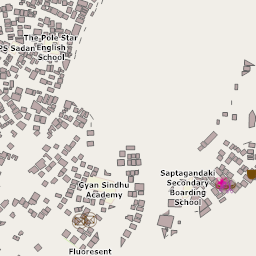 The Pole Star
English
School
PS Sadan
Saptagandaki
Secondary
Boarding
School
Gyan Sindhu
Academy
Fluoresent